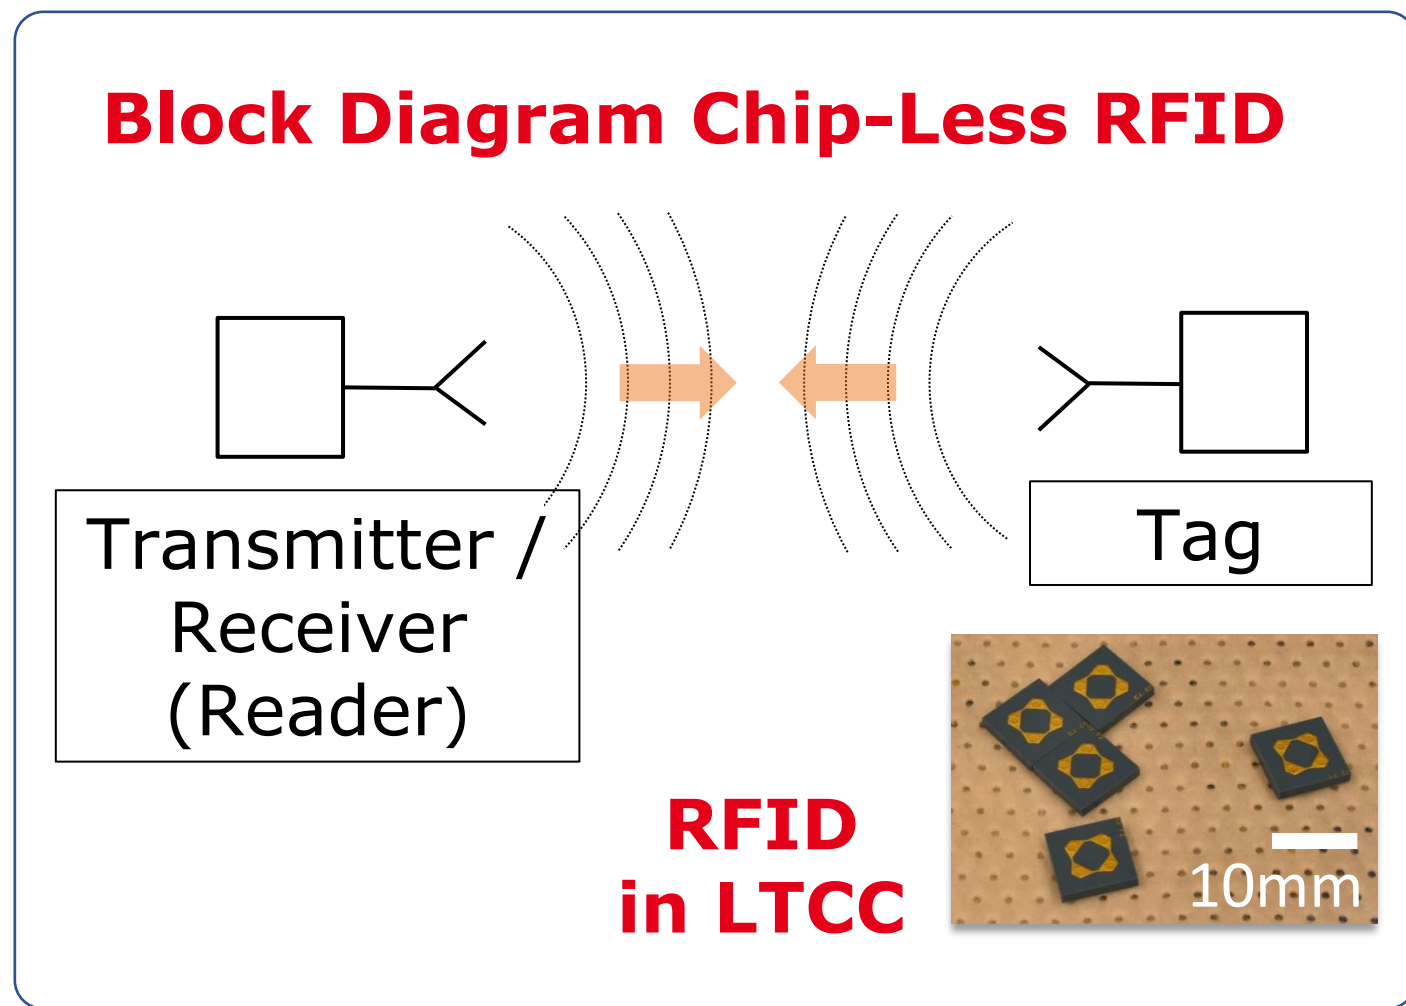 Block Diagram Chip-Less RFID
Transmitter /
Receiver
(Reader)
Tag
RFID
in LTCC
10mm